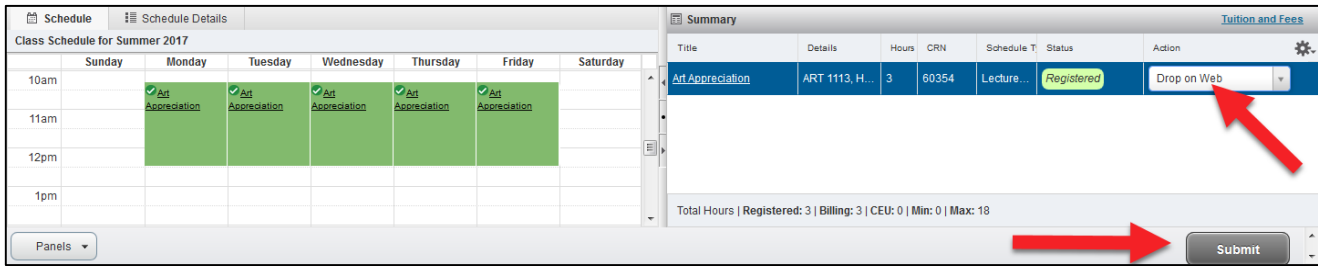 Schedule Schedule Details
Class Schedule for Summer 2017
Sunday Monday Tuesday Wednesday Thursday Friday Saturday
10am
Art Appreciation Art Appreciation Art Appreciation Art Appreciation Art Appreciation
11am
12pm
1pm
Panels
Summary Tuition and Fees
Title Details Hours CRN Schedule T Status Action
Art Appreciation ART 1113, H... 3 60354 Lecture... Registered Drop on Web
Total Hours | Registered: 3 | Billing: 3 | CEU: 0 | Min: 0 | Max: 18
Submit